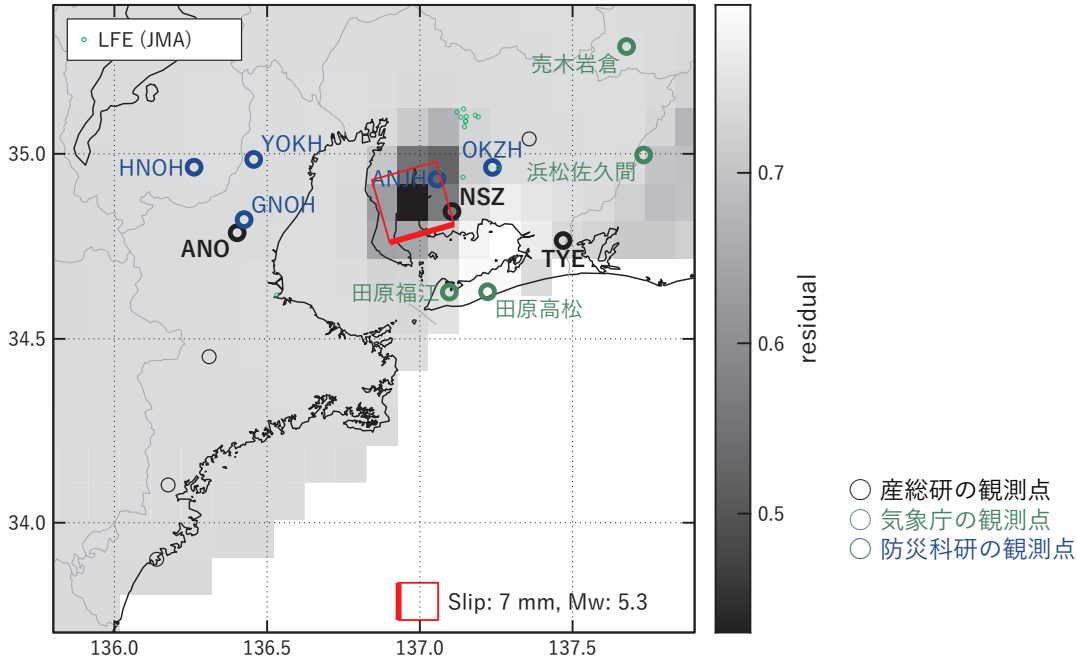 LFE (JMA)
売木岩倉
35.0
YOKH
OKZH
HNOH
浜松佐久間
ANJH
0.7
NSZ
GNOH
ANO
TYE
田原福江
田原高松
34.5
0.6
residual
産総研の観測点
34.0
0.5
気象庁の観測点
防災科研の観測点
Slip: 7 mm, Mw: 5.3
136.0 136.5 137.0 137.5